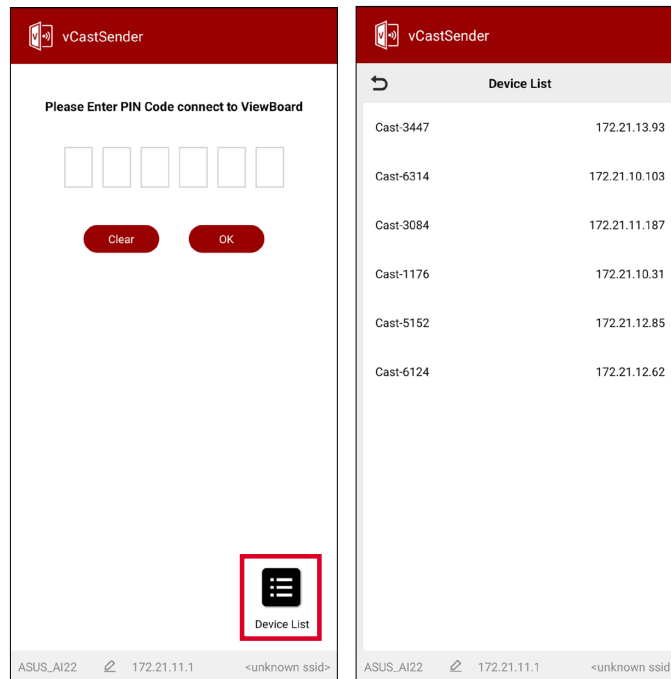 vCastSender
Please Enter PIN Code connect to ViewBoard
Clear OK
Device List
ASUS_AI22 172.21.11.1 <unknown ssid>
vCastSender
Device List
Cast-3447 172.21.13.93
Cast-6314 172.21.10.103
Cast-3084 172.21.11.187
Cast-1176 172.21.10.31
Cast-5152 172.21.12.85
Cast-6124 172.21.12.62
ASUS_AI22 172.21.11.1 <unknown ssid